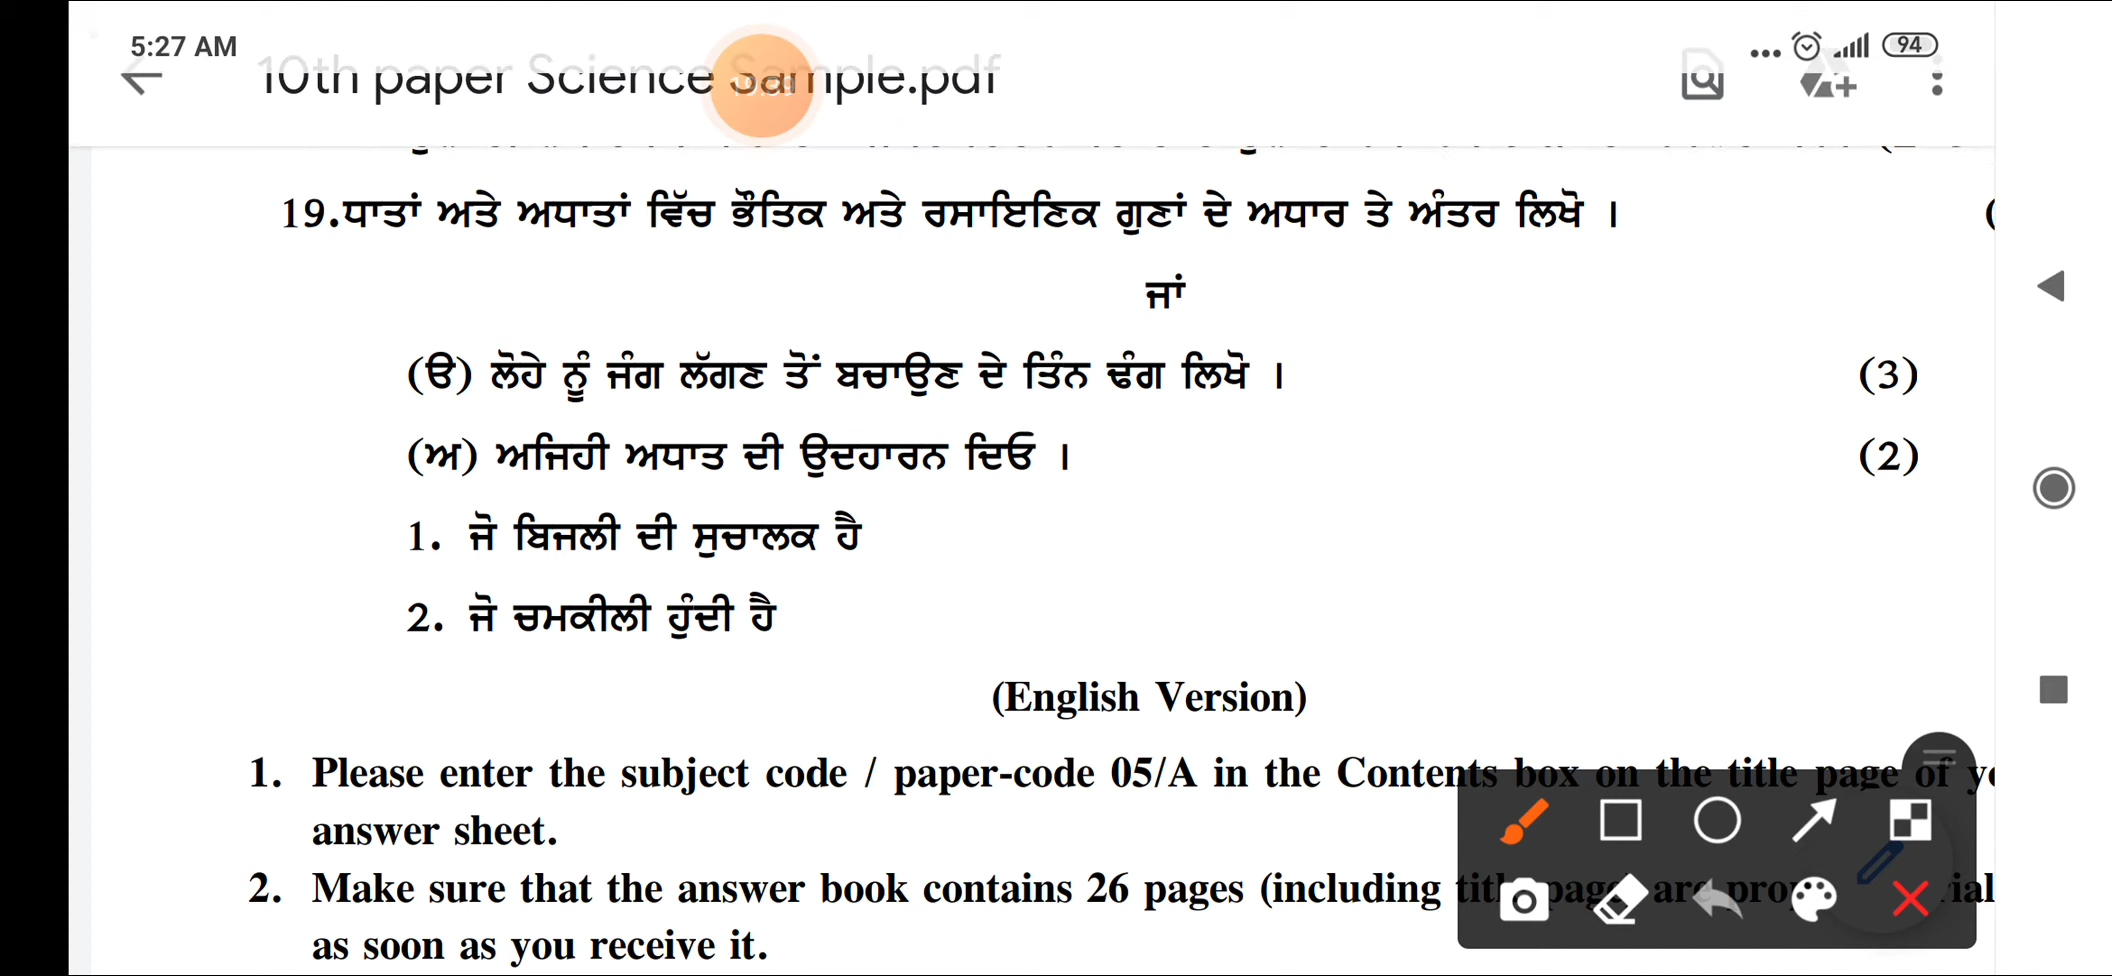 5:27 AM
94
10th paper Science Sample.pdf
19.ਧਾਤਾਂ ਅਤੇ ਅਧਾਤਾਂ ਵਿੱਚ ਭੌਤਿਕ ਅਤੇ ਰਸਾਇਣਿਕ ਗੁਣਾਂ ਦੇ ਅਧਾਰ ਤੇ ਅੰਤਰ ਲਿਖੋ । (
ਜਾਂ
(ੳ) ਲੋਹੇ ਨੂੰ ਜੰਗ ਲੱਗਣ ਤੋਂ ਬਚਾਉਣ ਦੇ ਤਿੰਨ ਢੰਗ ਲਿਖੋ । (3)
(ਅ) ਅਜਿਹੀ ਅਧਾਤ ਦੀ ਉਦਹਾਰਨ ਦਿਓ । (2)
1. ਜੋ ਬਿਜਲੀ ਦੀ ਸੁਚਾਲਕ ਹੈ
2. ਜੋ ਚਮਕੀਲੀ ਹੁੰਦੀ ਹੈ
(English Version)
1. Please enter the subject code / paper-code 05/A in the Contents box on the title page of
answer sheet.
2. Make sure that the answer book contains 26 pages (including
as soon as you receive it.